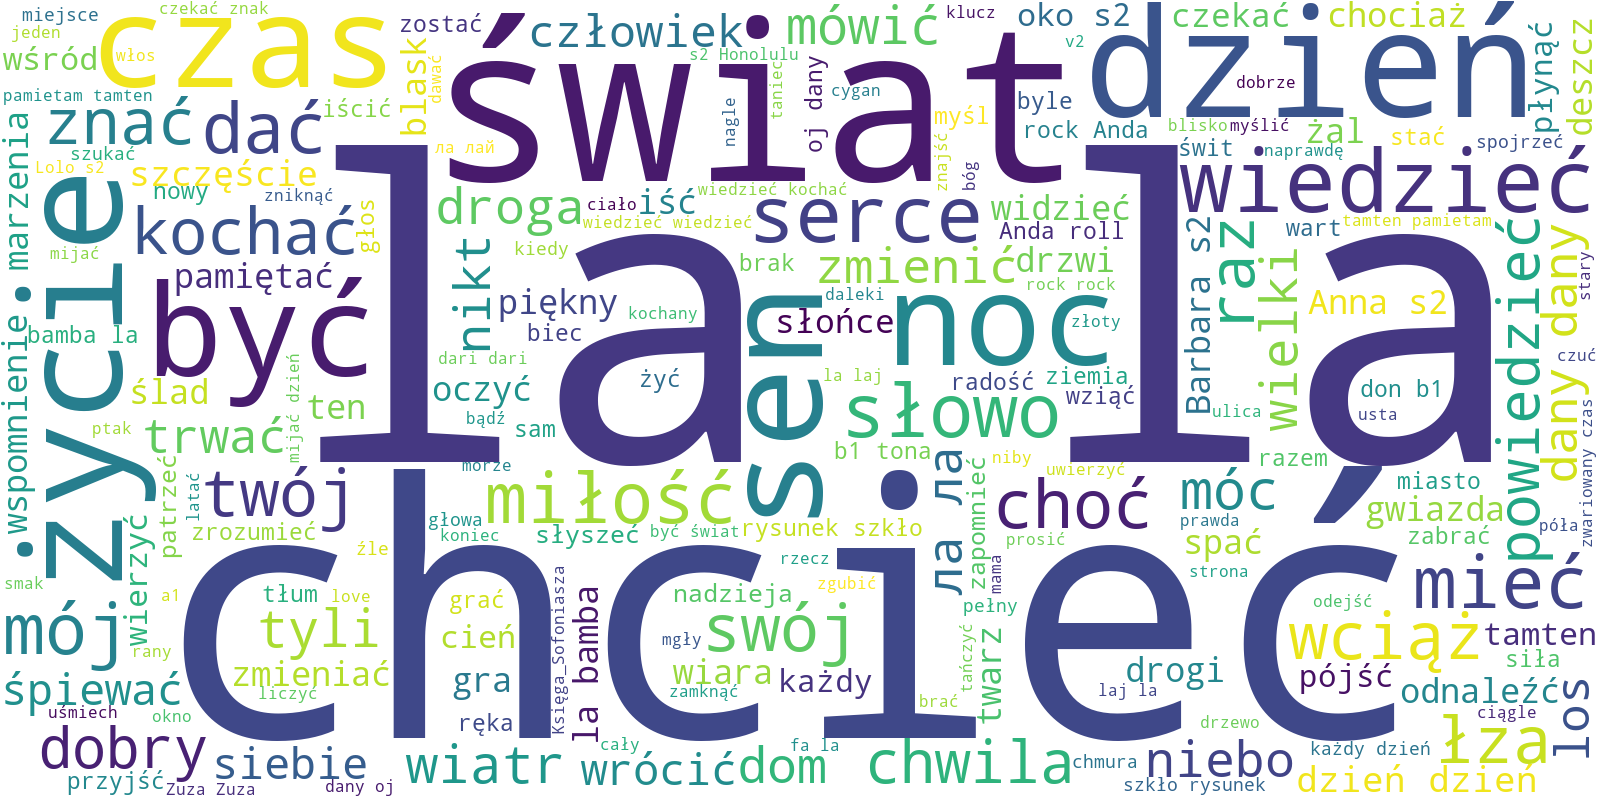 miejsce
czekać znak
zostać
człowiek
mówić
klucz
oko s2
czekać
chociaż
jeden
czas
świat
dzień
wśród
włos
blask
dawać
s2 Honolulu
v2
płynąć
deszcz
pamietam tamten
iścić
nagle
taniec
oj dany
cygan
byle
dobrze
myśl
rock Anda
blisko
myślić
żal
stać
spojrzeć
znać
dać
ла лай
szukać
Lolo s2
szczęście
nowy
zniknąć
la la
znajść
bóg
świt
naprawdę
wiedzieć
marzenia
wspomnienie
życie
kochać
głos
droga
ciało
iść
wiedzieć kochać
wiedzieć wiedzieć
serce
widzieć
Anda roll
wart
tamten pamietam
mijać
pamiętać
nikt
kiedy
brak
zmienić
drzwi
rock rock
Barbara s2
raz
wielki
Anna s2
powiedzieć
dany dany
stary
bamba la
być
piękny
biec
kochany
sen
daleki
słońce
noc
złoty
dari dari
la laj
czuć
ślad
ten
mijać dzień
oczyć
żyć
radość
ziemia
wziąć
don b1
ulica
usta
ptak
trwać
bądź
sam
słowo
b1 tona
zwariowany czas
patrzeć
latać
twój
morze
miłość
ла ла
niby
uwierzyć
razem
miasto
chcieć
choć
móc
gwiazda
zrozumieć
głowa
koniec
słyszeć
być świat
rysunek szkło
zapomnieć
prosić
prawda
spać
zabrać
póła
wierzyć
źle
rzecz
strona
smak
a1
tłum
love
grać
Księga_Sofoniasza
la bamba
nadzieja
zgubić
mama
pełny
odejść
mieć
mój
rany
tyli
cień
mgły
swój
tańczyć
twarz
wciąż
tamten
siła
śpiewać
zmieniać
liczyć
gra
wiara
zamknąć
każdy
brać
laj la
drogi
pójść
odnaleźć
los
uśmiech
okno
ręka
drzewo
ciągle
dobry
siebie
wiatr
cały
wrócić
fa la
dom
chwila
chmura
niebo
każdy dzień
łza
przyjść
Zuza Zuza
dany oj
szkło rysunek
dzień dzień